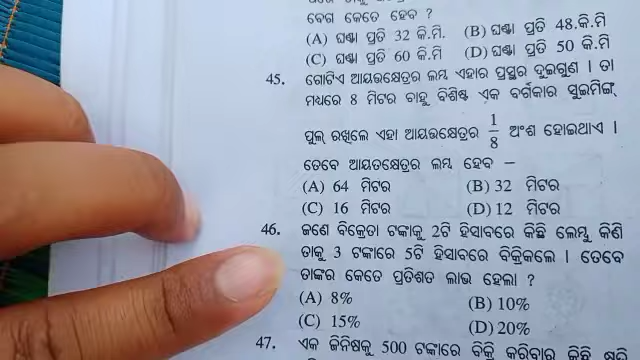 ବେଗ କେତେ ହେବ ?
(A) ଘଣ୍ଟା ପ୍ରତି 32 କି.ମି. (B) ଘଣ୍ଟା ପ୍ରତି 48.କି.ମି
(C) ଘଣ୍ଟା ପ୍ରତି 60 କି.ମି (D) ଘଣ୍ଟା ପ୍ରତି 50 କି.ମି
45. ଗୋଟିଏ ଆୟତକ୍ଷେତ୍ରର ଲମ୍ବ ଏହାର ପ୍ରସ୍ଥର ଦୁଇଗୁଣ । ତା
ମଧ୍ୟରେ 8 ମିଟର ବାହୁ ବିଶିଷ୍ଟ ଏକ ବର୍ଗାକାର ସୁଇମିଙ୍ଗ୍
ପୁଲ୍ ରଖିଲେ ଏହା ଆୟତକ୍ଷେତ୍ରର 1/8 ଅଂଶ ହୋଇଥାଏ ।
ତେବେ ଆୟତକ୍ଷେତ୍ରର ଲମ୍ବ ହେବ –
(A) 64 ମିଟର (B) 32 ମିଟର
(C) 16 ମିଟର (D) 12 ମିଟର
46. ଜଣେ ବିକ୍ରେତା ଟଙ୍କାକୁ 2ଟି ହିସାବରେ କିଛି ଲେମ୍ବୁ କିଣି
ତାକୁ 3 ଟଙ୍କାରେ 5ଟି ହିସାବରେ ବିକ୍ରିକଲେ । ତେବେ
ତାଙ୍କର କେତେ ପ୍ରତିଶତ ଲାଭ ହେଲା ?
(A) 8% (B) 10%
(C) 15% (D) 20%
47. ଏକ ଜିନିଷକୁ 500 ଟଙ୍କାରେ ବିକ୍ରି କରିବାର କିଛି